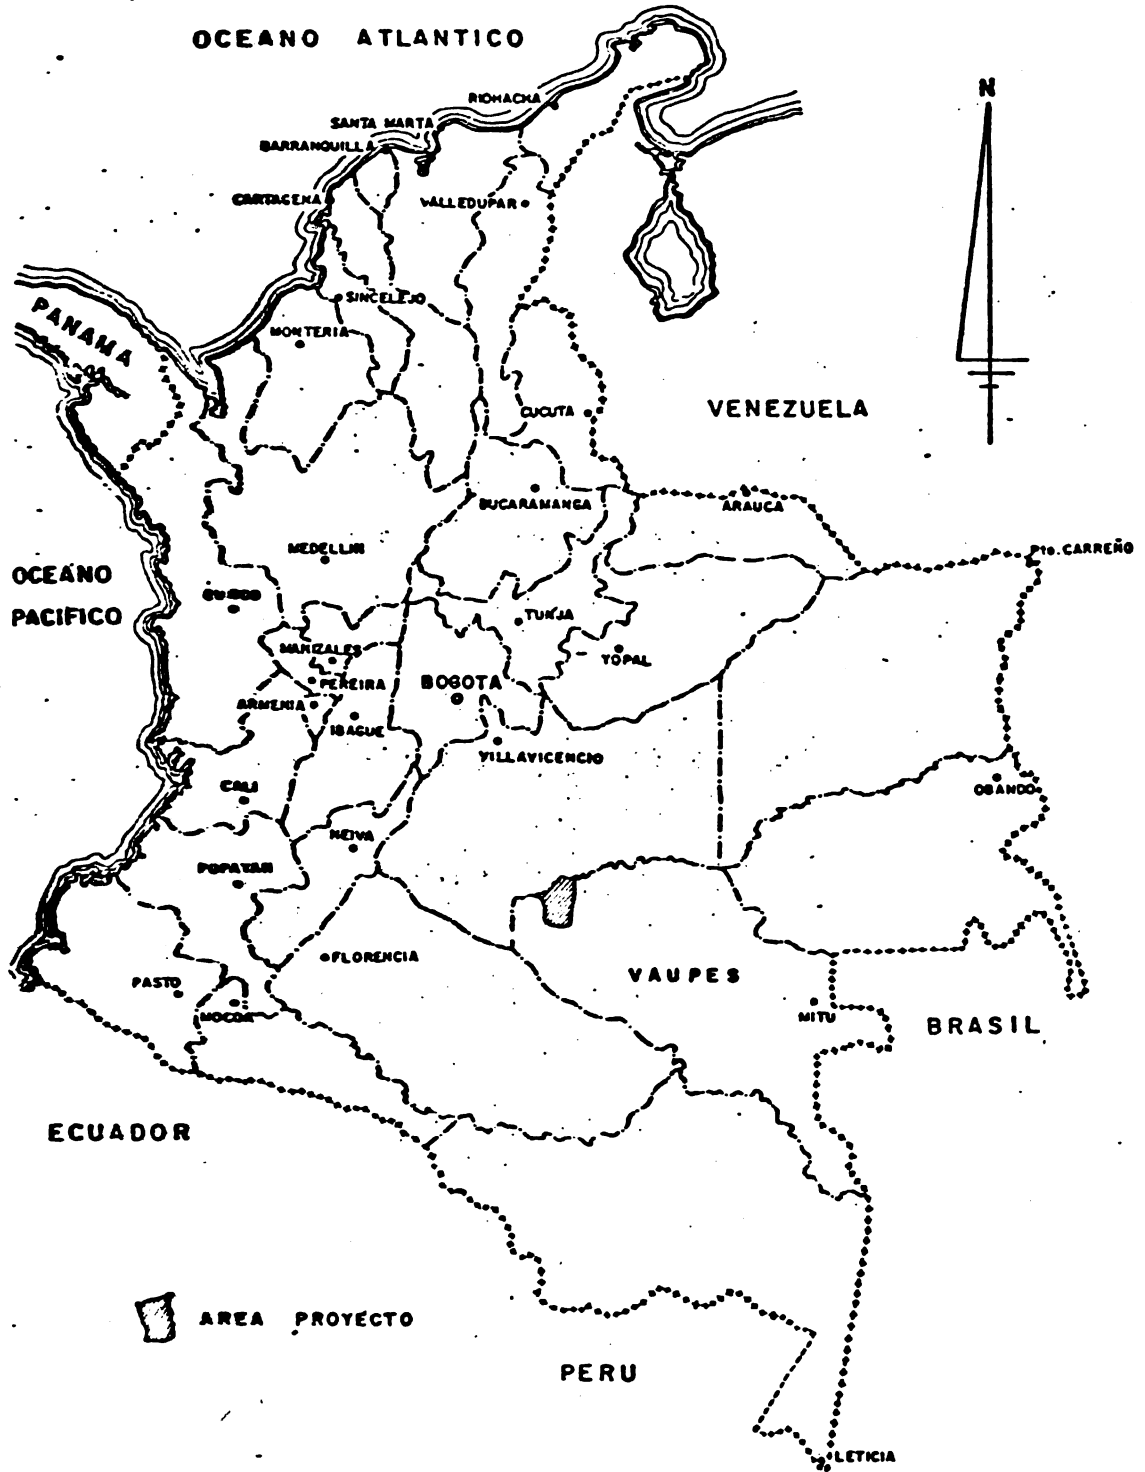 OCEANO ATLANTICO
N
RIOHACHA
SANTA MARTA
BARRANQUILLA
CARTAGENA
VALLEDUPAR
SINCELEJO
PANAMA
MONTERIA
CUCUTA
VENEZUELA
BUCARAMANGA
ARAUCA
MEDELLIN
Pto. CARREÑO
OCEANO
PACIFICO
TUNJA
MANIZALES
YOPAL
PEREIRA
BOGOTA
ARMENIA
IBAGUE
VILLAVICENCIO
CALI
OBANDO
NEIVA
POPAYAN
FLORENCIA
VAUPES
PASTO
MOCOA
MITU
BRASIL
ECUADOR
AREA PROYECTO
PERU
LETICIA